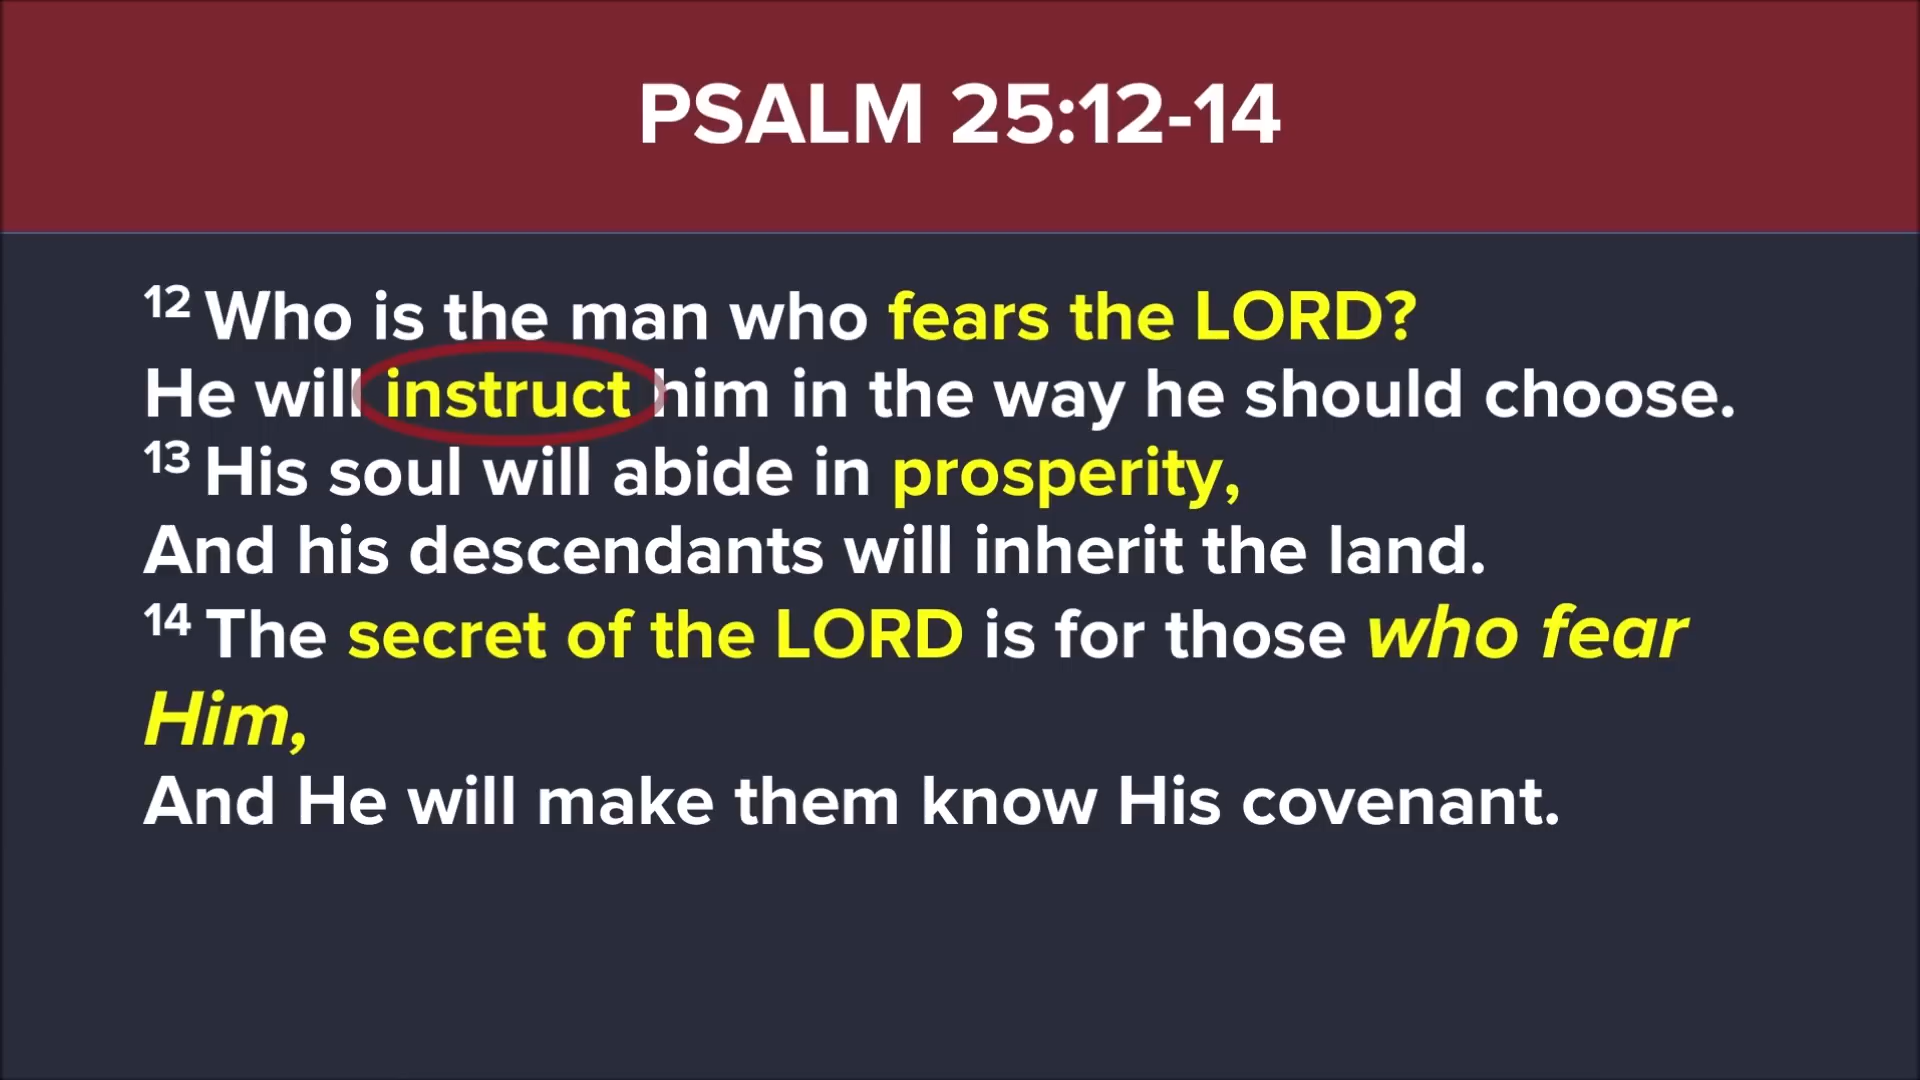 PSALM 25:12-14
12 Who is the man who fears the LORD?
He will instruct him in the way he should choose.
13 His soul will abide in prosperity,
And his descendants will inherit the land.
14 The secret of the LORD is for those who fear
Him,
And He will make them know His covenant.